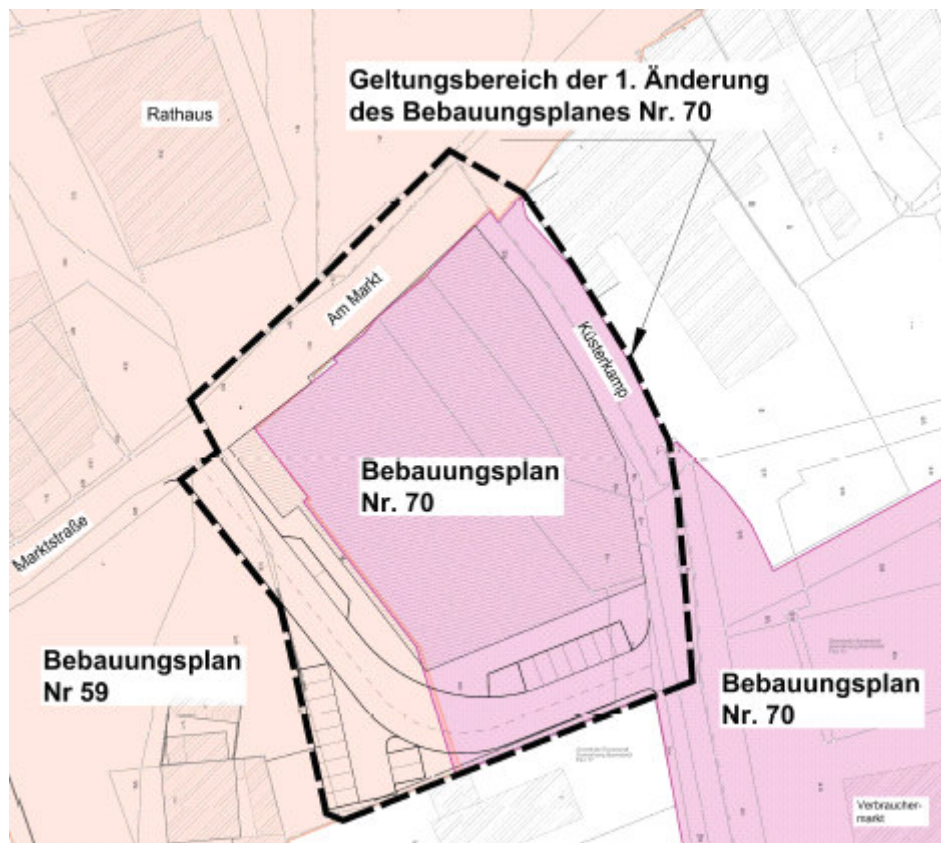 Geltungsbereich der 1. Änderung
des Bebauungsplanes Nr. 70
Rathaus
Am Markt
Küsterkamp
Bebauungsplan
Nr. 70
Marktstraße
Bebauungsplan
Nr 59
Bebauungsplan
Nr. 70
Verbraucher-
markt